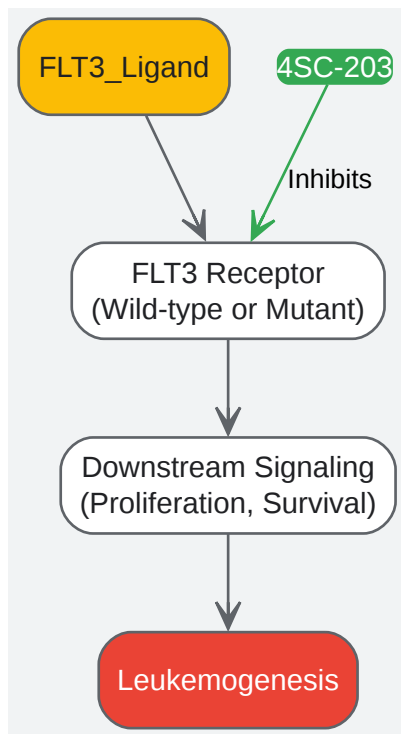 FLT3_Ligand
4SC-203
Inhibits
FLT3 Receptor
(Wild-type or Mutant)
Downstream Signaling
(Proliferation, Survival)
Leukemogenesis